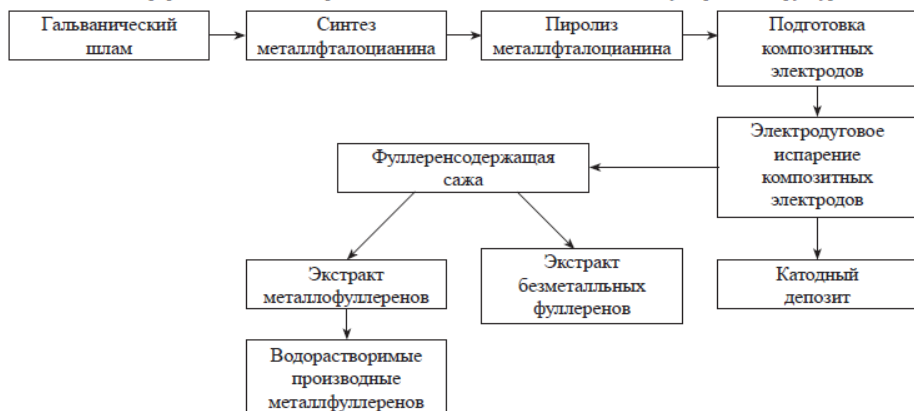 Гальванический
шлам
Синтез
металлфталоцианина
Пиролиз
металлфталоцианина
Подготовка
композитных
электродов
Электродуговое
испарение
композитных
электродов
Фуллеренсодержащая
сажа
Экстракт
металлофуллеренов
Экстракт
безметалльных
фуллеренов
Катодный
депозит
Водорастворимые
производные
металлфуллеренов